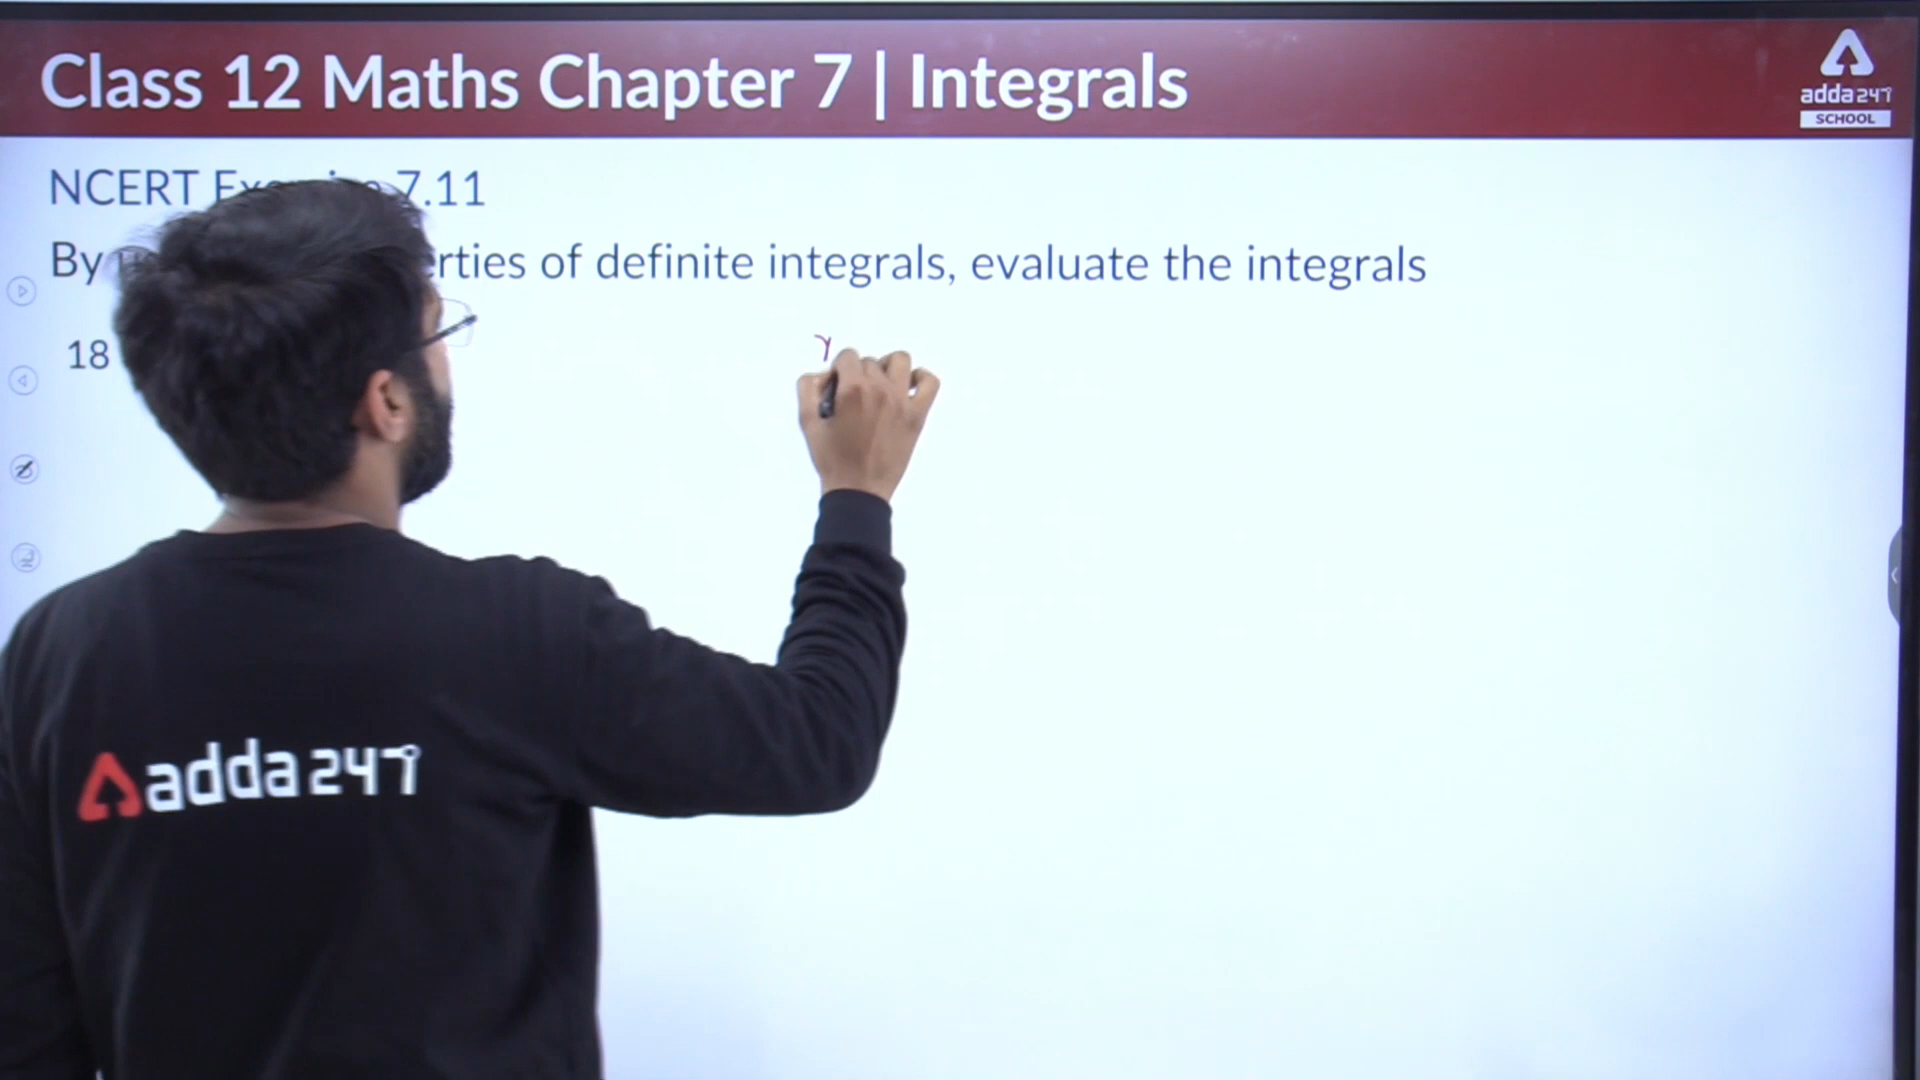 Class 12 Maths Chapter 7 | Integrals
adda247
SCHOOL
NCERT 7.11
By of definite integrals, evaluate the integrals
18
adda247